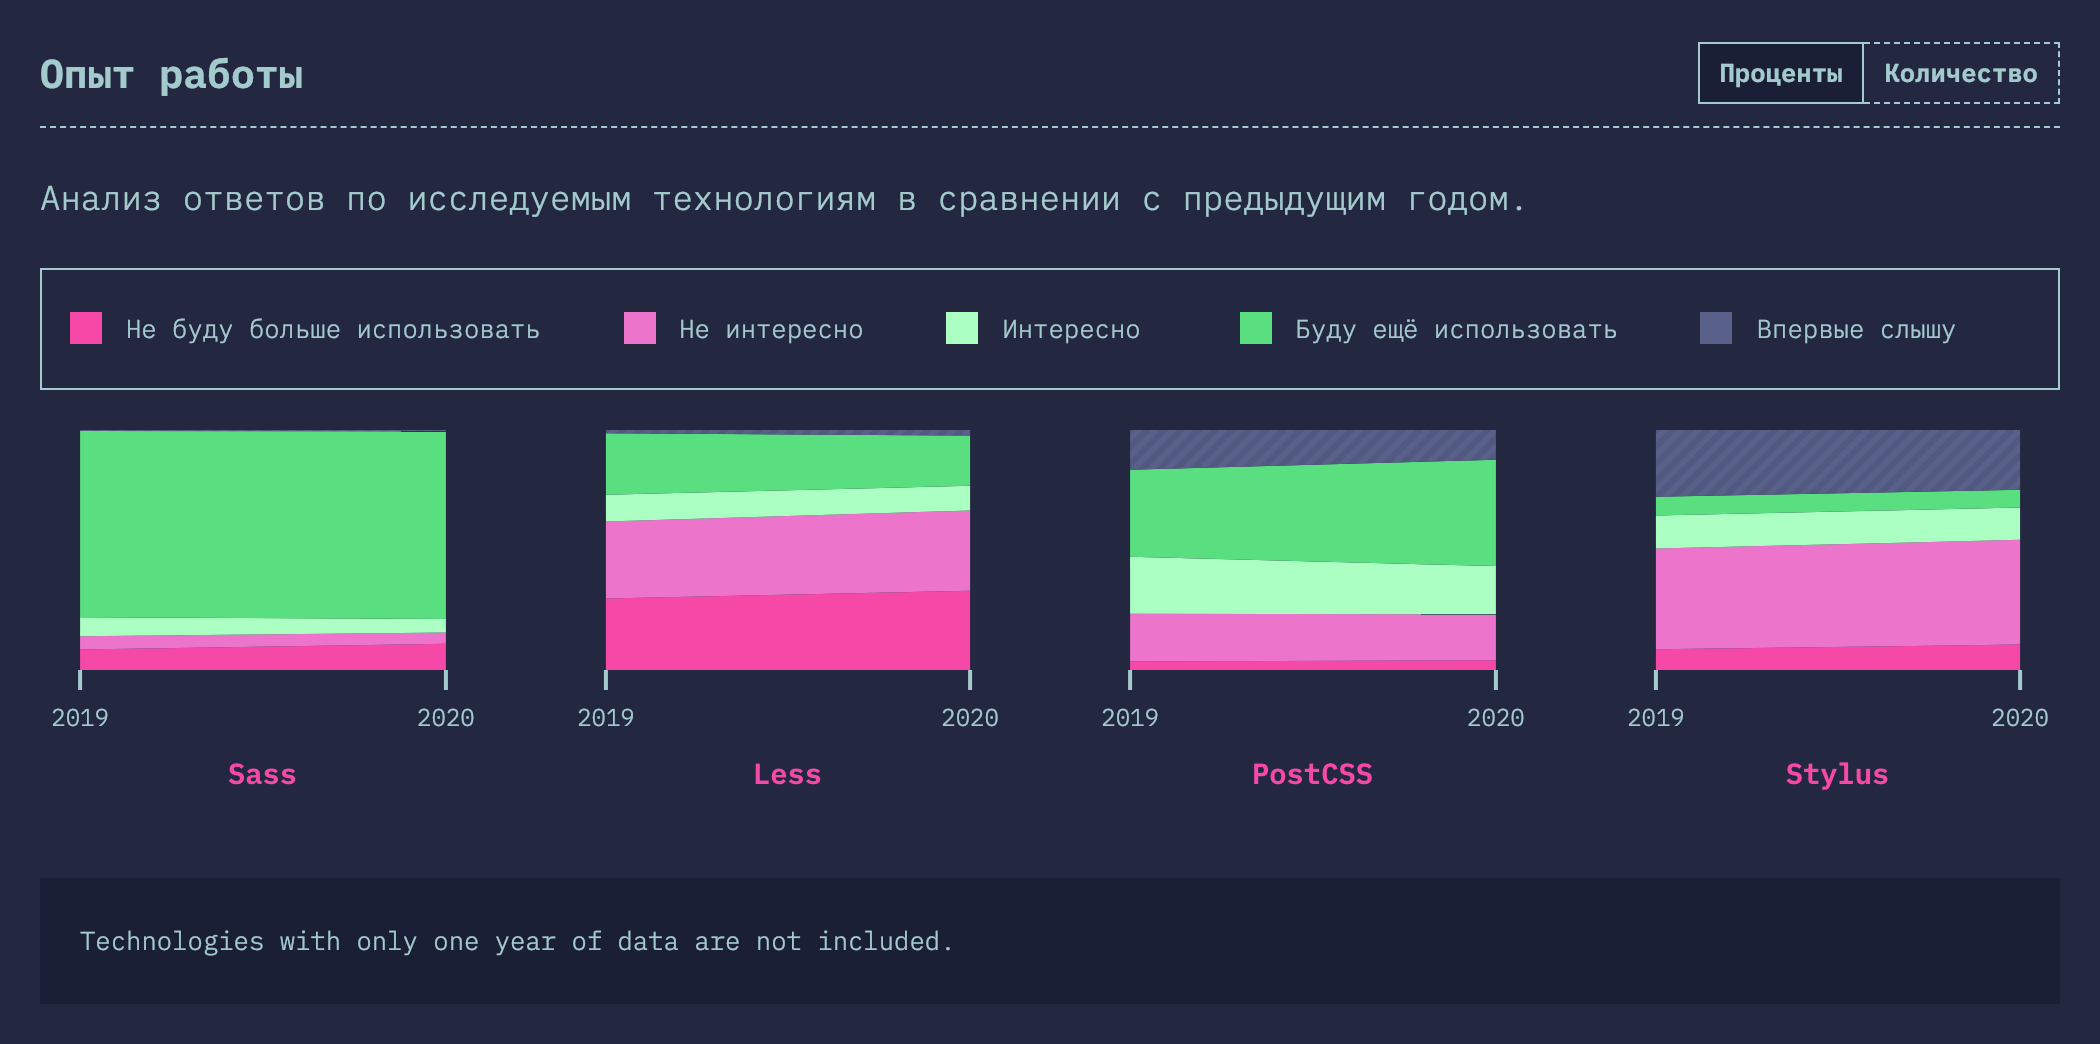 Опыт работы
Проценты Количество
Анализ ответов по исследуемым технологиям в сравнении с предыдущим годом.
Не буду больше использовать Не интересно Интересно Буду ещё использовать Впервые слышу
2019 2020 2019 2020 2019 2020 2019 2020
Sass Less PostCSS Stylus
Technologies with only one year of data are not included.